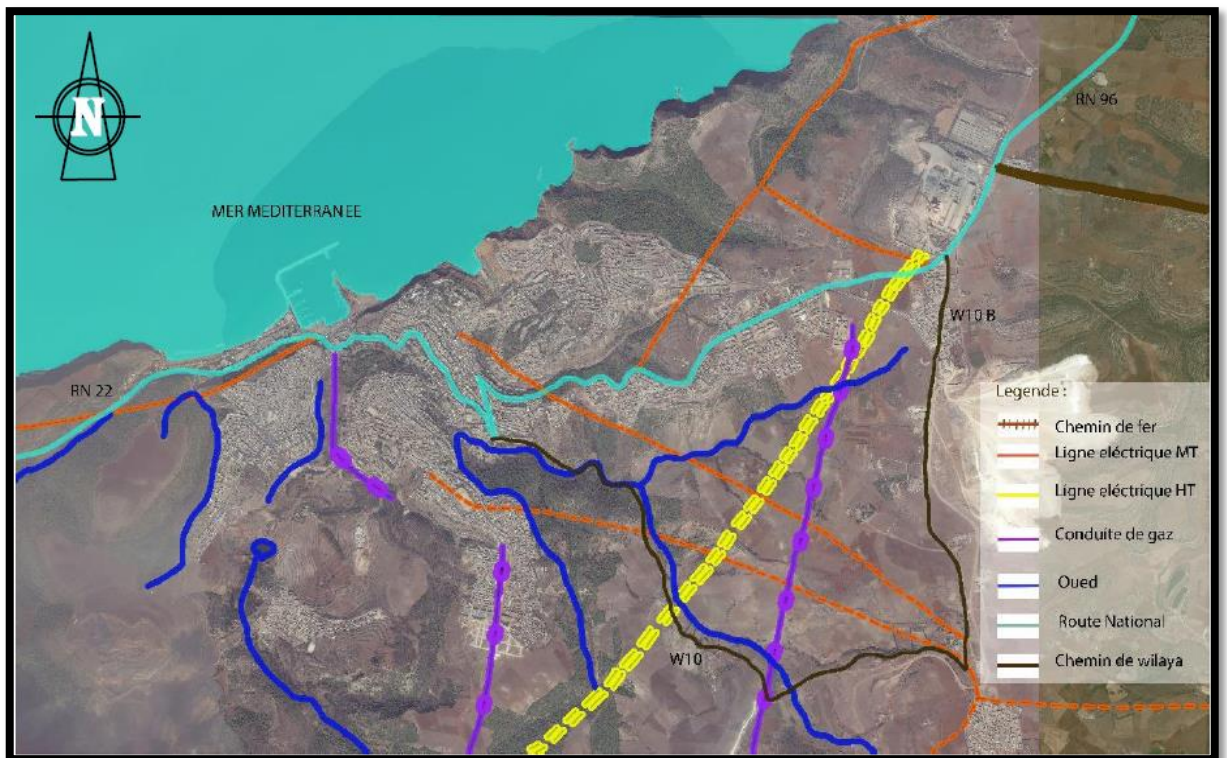 N
MER MEDITERRANEE
RN 96
RN 22
W10 B
W10
Legende :
Chemin de fer
Ligne eléctrique MT
Ligne eléctrique HT
Conduite de gaz
Oued
Route National
Chemin de wilaya